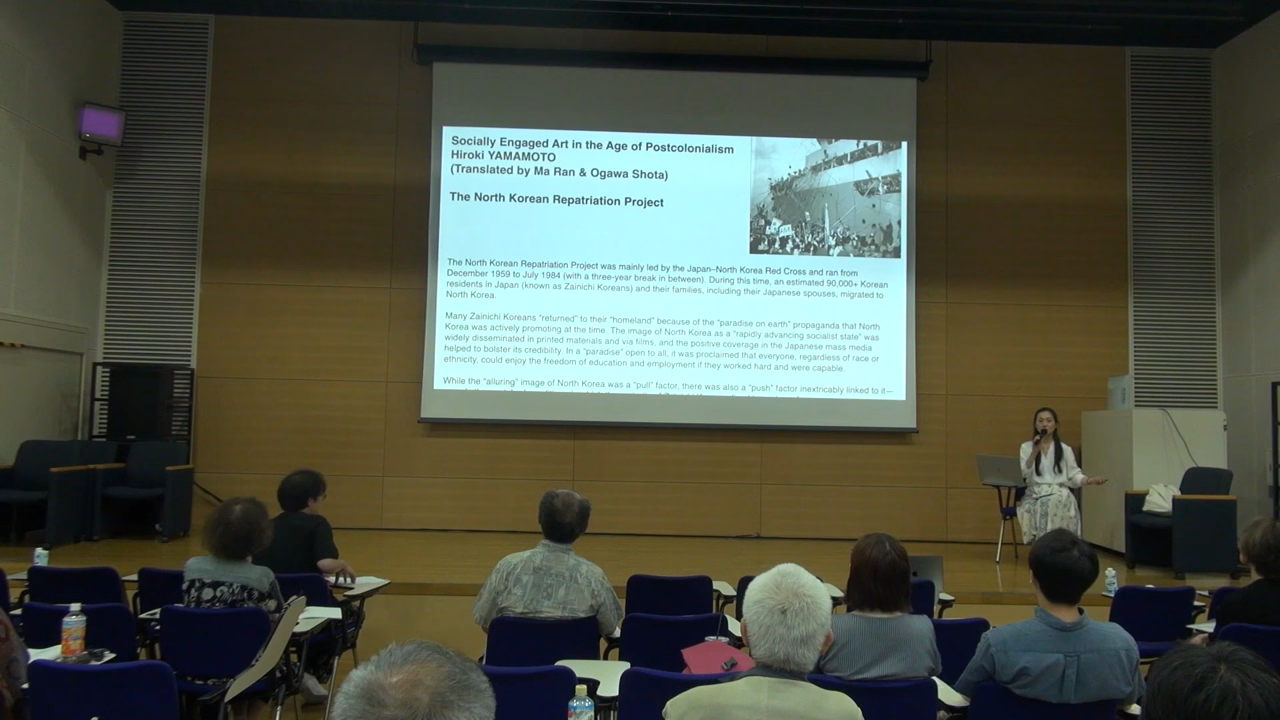 Socially Engaged Art in the Age of Postcolonialism
Hiroki YAMAMOTO
(Translated by Ma Ran & Ogawa Shota)
The North Korean Repatriation Project
The North Korean Repatriation Project was mainly led by the Japan–North Korea Red Cross and ran from
December 1959 to July 1984 (with a three-year break in between). During this time, an estimated 90,000+ Korean
residents in Japan (known as Zainichi Koreans) and their families, including their Japanese spouses, migrated to
North Korea.
Many Zainichi Koreans “returned” to their “homeland” because of the “paradise on earth” propaganda that North
Korea was actively promoting at the time. The image of North Korea as a “rapidly advancing socialist state” was
widely disseminated in printed materials and via films, and the positive coverage in the Japanese mass media
helped to bolster its credibility. In a “paradise” open to all, it was proclaimed that everyone, regardless of race or
ethnicity, could enjoy the freedom of education and employment if they worked hard and were capable.
While the “alluring” image of North Korea was a “pull” factor, there was also a “push” factor inextricably linked to it—